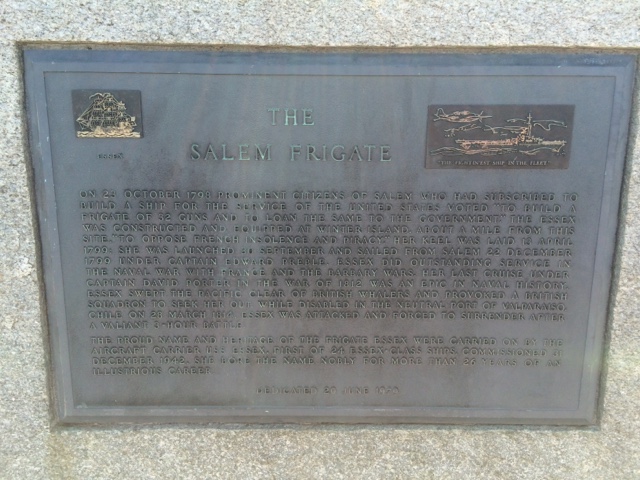 THE
SALEM FRIGATE
"THE FIGHTINGEST SHIP IN THE FLEET"
ON 23 OCTOBER 1798 PROMINENT CITIZENS OF SALEM WHO HAD SUBSCRIBED TO
BUILD A SHIP FOR THE SERVICE OF THE UNITED STATES VOTED "TO BUILD A
FRIGATE OF 32 GUNS AND TO LOAN THE SAME TO THE GOVERNMENT." THE ESSEX
WAS CONSTRUCTED AND EQUIPPED AT WINTER ISLAND, ABOUT A MILE FROM THIS
SITE, "TO OPPOSE FRENCH INSOLENCE AND PIRACY." HER KEEL WAS LAID 13 APRIL
1799. SHE WAS LAUNCHED SEPTEMBER AND SAILED FROM SALEM 22 DECEMBER
1799 UNDER CAPTAIN EDWARD PREBLE. ESSEX DID OUTSTANDING SERVICE IN
THE NAVAL WAR WITH FRANCE AND THE BARBARY WARS. HER LAST CRUISE UNDER
CAPTAIN DAVID PORTER IN THE WAR OF 1812 WAS AN EPIC IN NAVAL HISTORY.
ESSEX SWEPT THE PACIFIC CLEAR OF BRITISH WHALERS AND PROVOKED A BRITISH
SQUADRON TO SEEK HER OUT. WHILE DISABLED IN THE NEUTRAL PORT OF VALPARAISO,
CHILE ON 28 MARCH 1814 ESSEX WAS ATTACKED AND FORCED TO SURRENDER AFTER
A VALIANT -HOUR BATTLE.
THE PROUD NAME AND HERITAGE OF THE FRIGATE ESSEX WERE CARRIED ON BY THE
AIRCRAFT CARRIER USS ESSEX, FIRST OF 24 ESSEX-CLASS SHIPS. COMMISSIONED 31
DECEMBER 1942, SHE BORE THE NAME NOBLY FOR MORE THAN 26 YEARS OF AN
ILLUSTRIOUS CAREER.
DEDICATED 29 JUNE